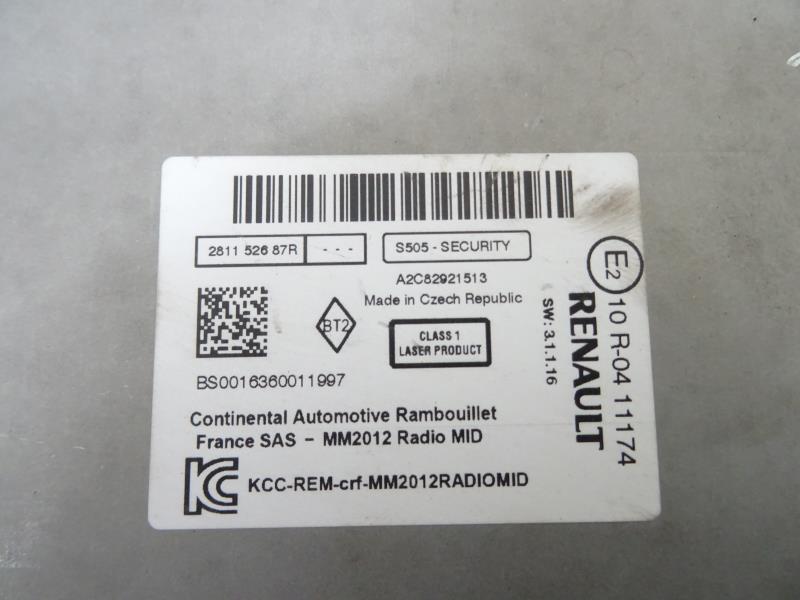 2811 526 87R - - -
S505 - SECURITY
A2C82921513
Made in Czech Republic
BT2
CLASS 1
LASER PRODUCT
BS0016360011997
SW: 3.1.1.16
RENAULT
E2 10 R-04 11174
Continental Automotive Rambouillet
France SAS - MM2012 Radio MID
KC KCC-REM-crf-MM2012RADIOMID